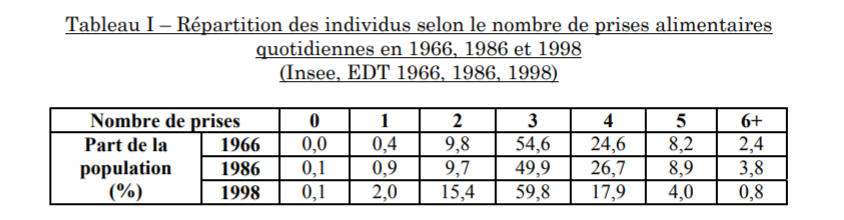 Tableau I – Répartition des individus selon le nombre de prises alimentaires
quotidiennes en 1966, 1986 et 1998
(Insee, EDT 1966, 1986, 1998)
Nombre de prises 0 1 2 3 4 5 6+
Part de la population (%) 1966 0,0 0,4 9,8 54,6 24,6 8,2 2,4
1986 0,1 0,9 9,7 49,9 26,7 8,9 3,8
1998 0,1 2,0 15,4 59,8 17,9 4,0 0,8